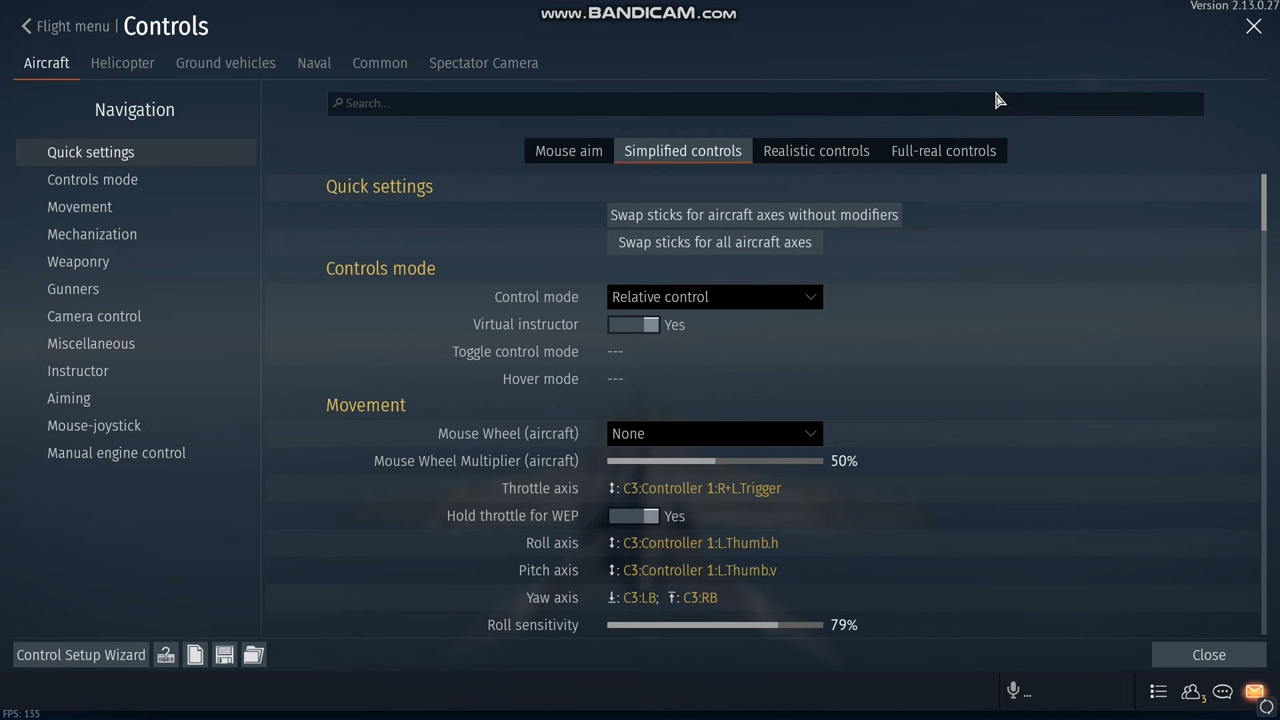 www.BANDICAM.com
Version 2.13.0.27
Flight menu | Controls
Aircraft Helicopter Ground vehicles Naval Common Spectator Camera
Navigation
Search...
Quick settings
Controls mode
Movement
Mechanization
Weaponry
Gunners
Camera control
Miscellaneous
Instructor
Aiming
Mouse-joystick
Manual engine control
Mouse aim Simplified controls Realistic controls Full-real controls
Quick settings
Swap sticks for aircraft axes without modifiers
Swap sticks for all aircraft axes
Controls mode
Control mode Relative control
Virtual instructor Yes
Toggle control mode ---
Hover mode ---
Movement
Mouse Wheel (aircraft) None
Mouse Wheel Multiplier (aircraft) 50%
Throttle axis : C3:Controller 1:R+L.Trigger
Hold throttle for WEP Yes
Roll axis : C3:Controller 1:L.Thumb.h
Pitch axis : C3:Controller 1:L.Thumb.v
Yaw axis : C3:LB; : C3:RB
Roll sensitivity 79%
Control Setup Wizard
Close
...
3
FPS: 135